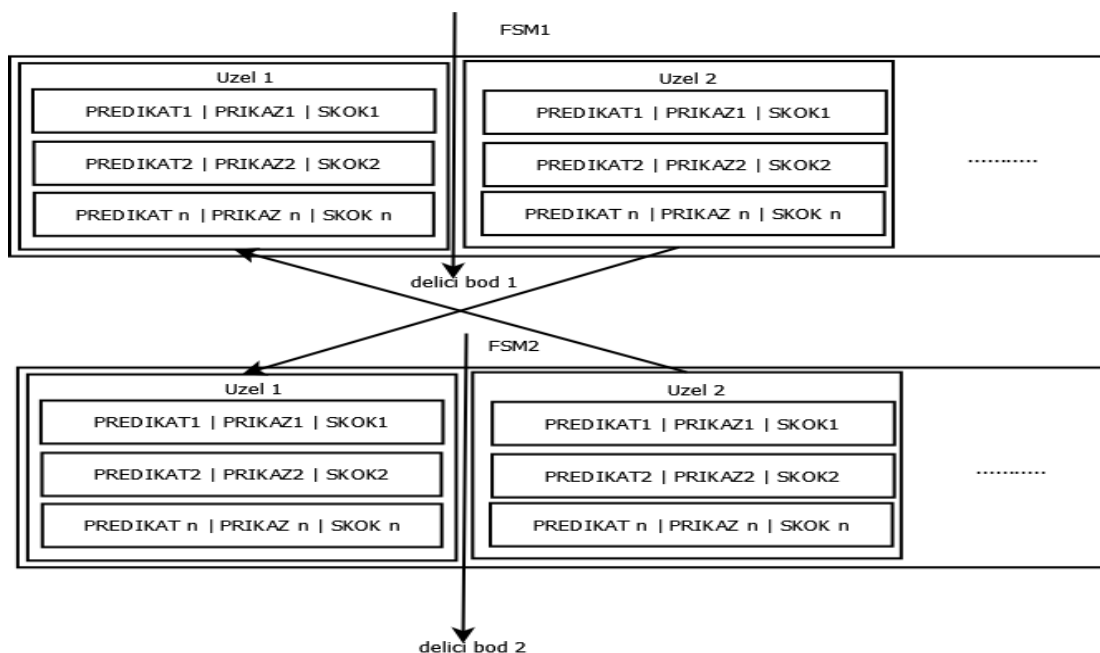 FSM1
Uzel 1
PREDIKAT1 | PRIKAZ1 | SKOK1
PREDIKAT2 | PRIKAZ2 | SKOK2
PREDIKAT n | PRIKAZ n | SKOK n
Uzel 2
PREDIKAT1 | PRIKAZ1 | SKOK1
PREDIKAT2 | PRIKAZ2 | SKOK2
PREDIKAT n | PRIKAZ n | SKOK n
...........
delici bod 1
FSM2
Uzel 1
PREDIKAT1 | PRIKAZ1 | SKOK1
PREDIKAT2 | PRIKAZ2 | SKOK2
PREDIKAT n | PRIKAZ n | SKOK n
Uzel 2
PREDIKAT1 | PRIKAZ1 | SKOK1
PREDIKAT2 | PRIKAZ2 | SKOK2
PREDIKAT n | PRIKAZ n | SKOK n
...........
delici bod 2